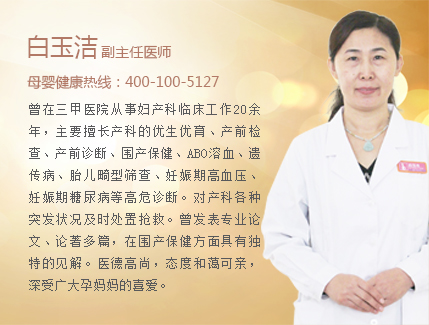 白玉洁 副主任医师
母婴健康热线：400-100-5127
曾在三甲医院从事妇产科临床工作20余
年，主要擅长产科的优生优育、产前检
查、产前诊断、围产保健、ABO溶血、遗
传病、胎儿畸型筛查、妊娠期高血压、
妊娠期糖尿病等高危诊断。对产科各种
突发状况及时处置抢救。曾发表专业论
文、论著多篇，在围产保健方面具有独
特的见解。医德高尚，态度和蔼可亲，
深受广大孕妈妈的喜爱。